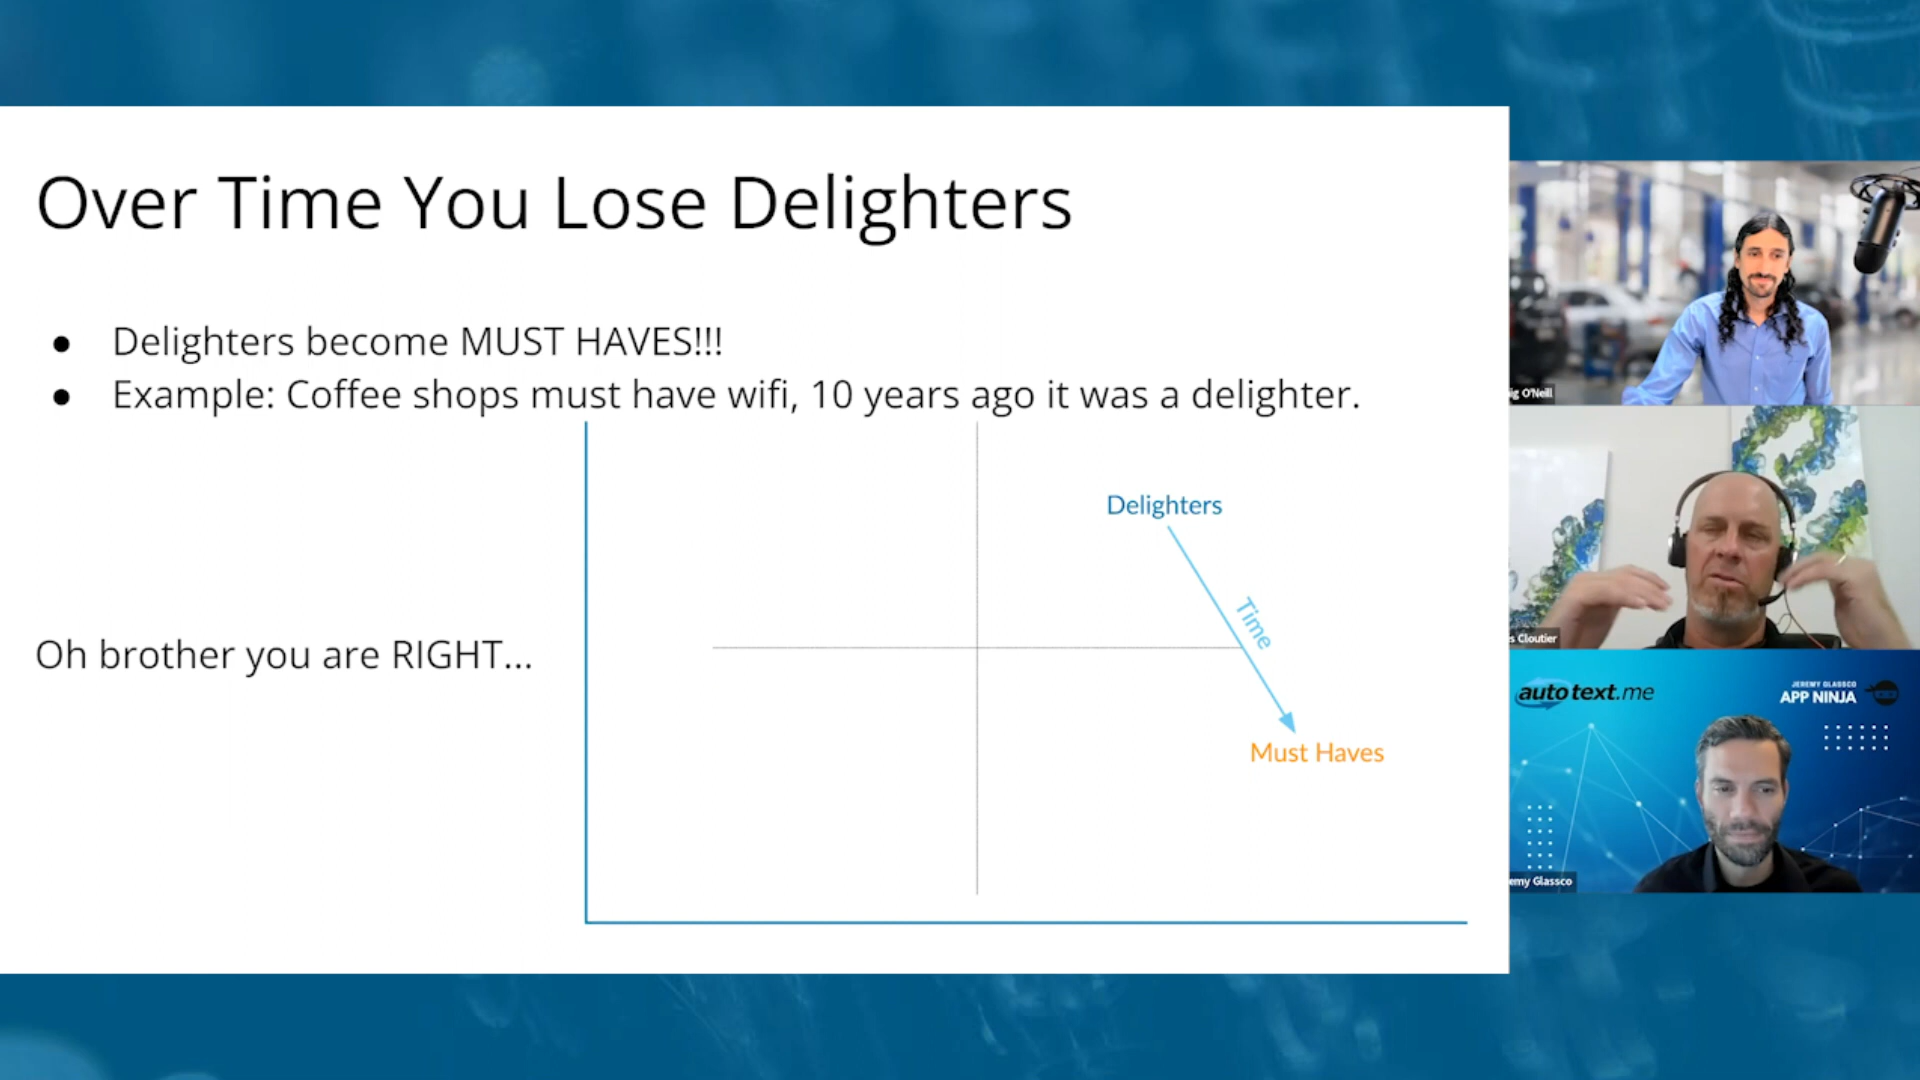 Over Time You Lose Delighters
● Delighters become MUST HAVES!!!
● Example: Coffee shops must have wifi, 10 years ago it was a delighter.
Delighters
Time
Must Haves
Oh brother you are RIGHT...
ig O'Neill
s Cloutier
autotext.me
JEREMY GLASSCO
APP NINJA
emy Glassco